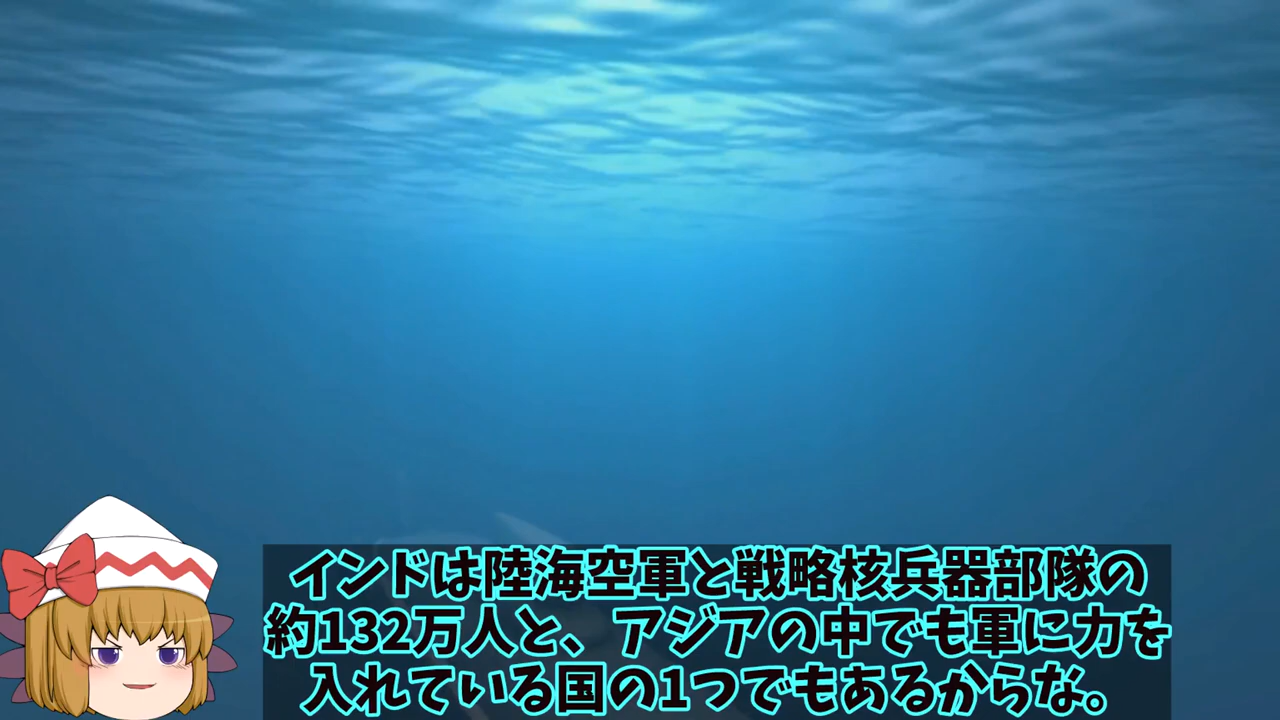 インドは陸海空軍と戦略核兵器部隊の
約132万人と、アジアの中でも軍に力を
入れている国の1つでもあるからな。